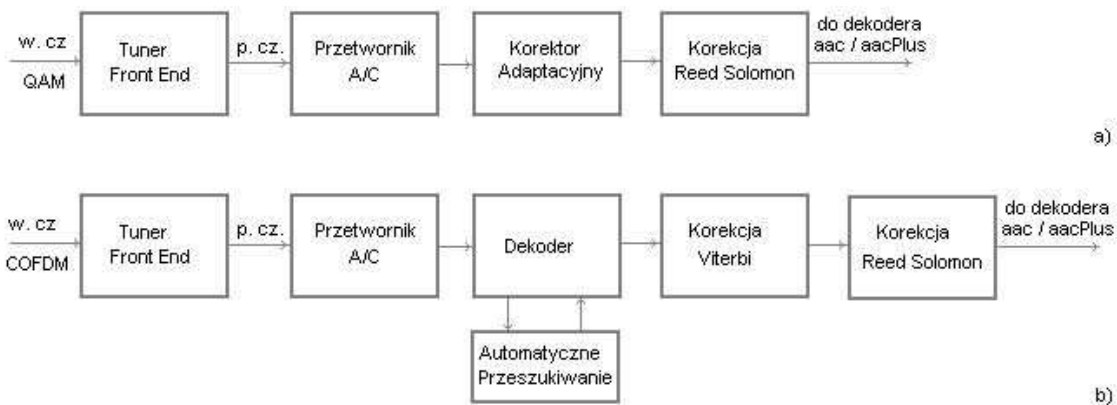 w. cz
QAM
Tuner
Front End
p. cz.
Przetwornik
A/C
Korektor
Adaptacyjny
Korekcja
Reed Solomon
do dekodera
aac / aacPlus
a)
w. cz
COFDM
Tuner
Front End
p. cz.
Przetwornik
A/C
Dekoder
Korekcja
Viterbi
Korekcja
Reed Solomon
do dekodera
aac / aacPlus
Automatyczne
Przeszukiwanie
b)